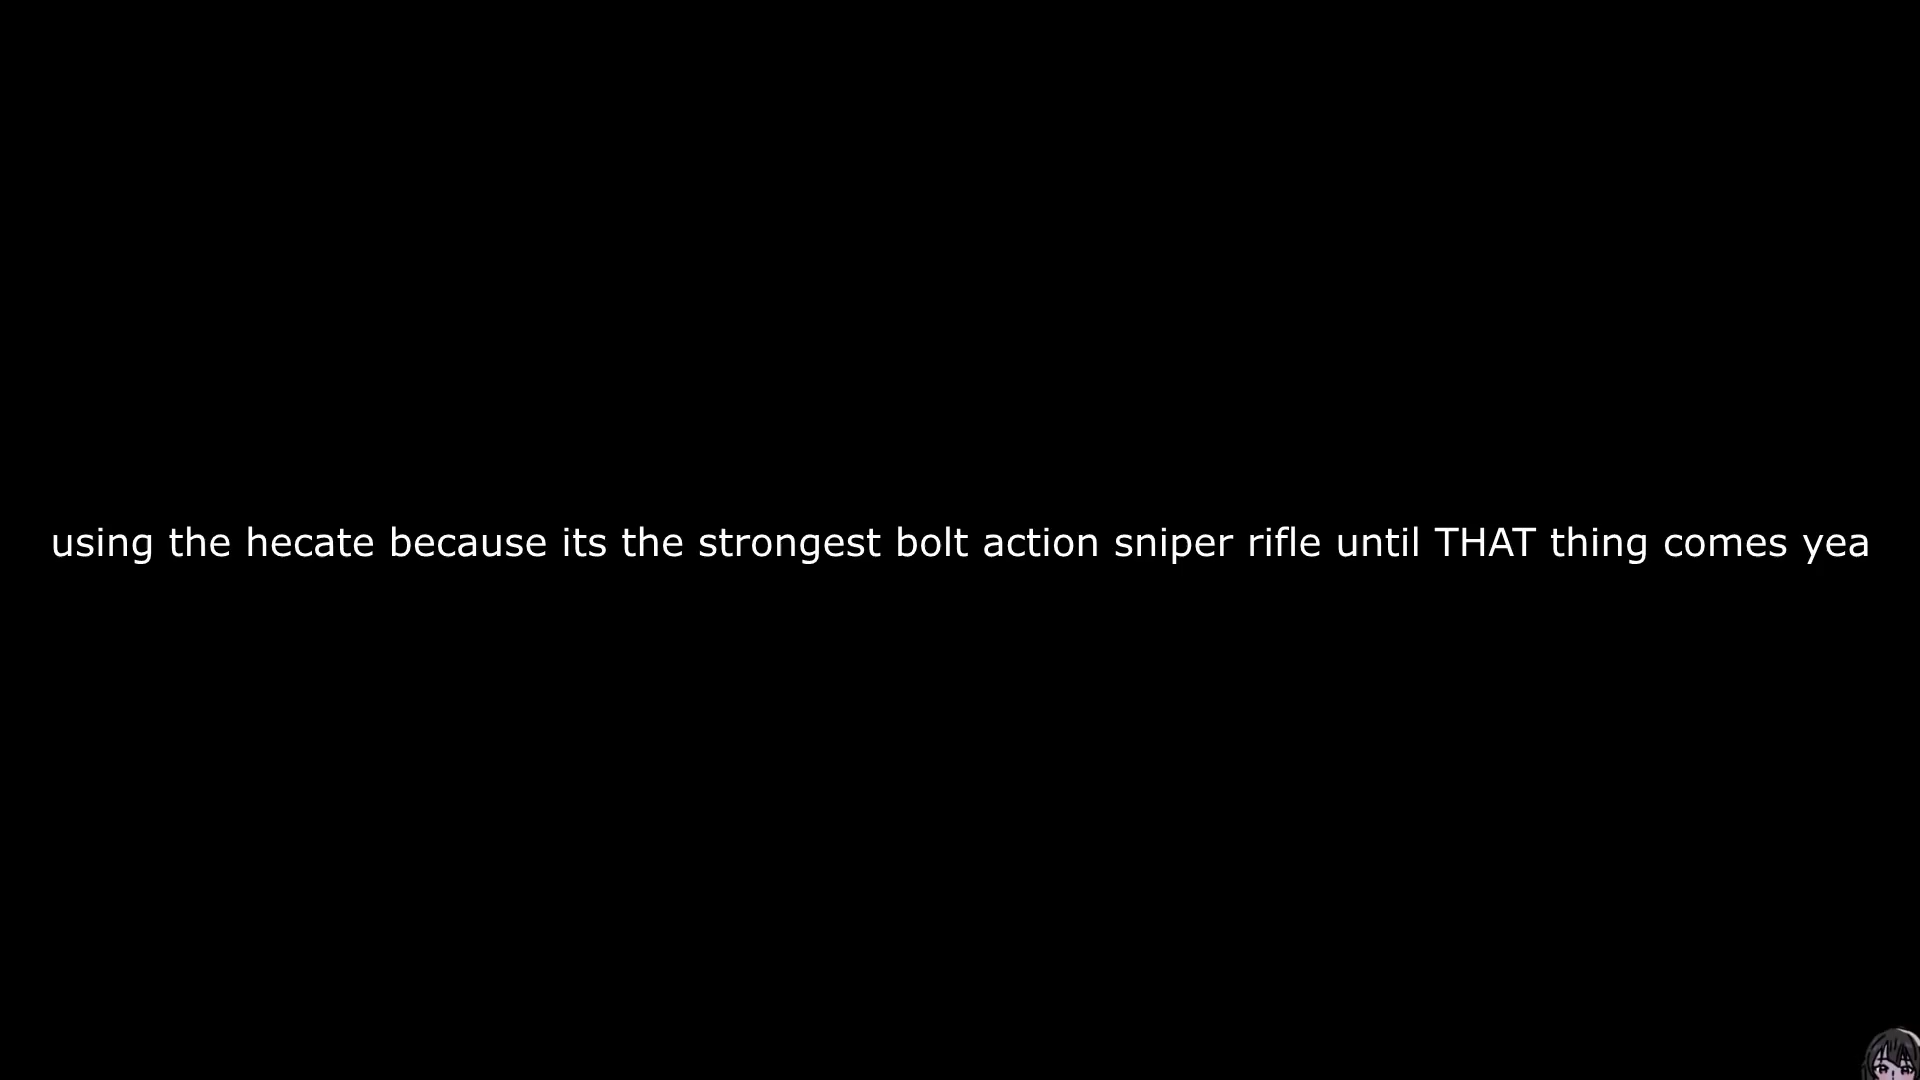 using the hecate because its the strongest bolt action sniper rifle until THAT thing comes yea